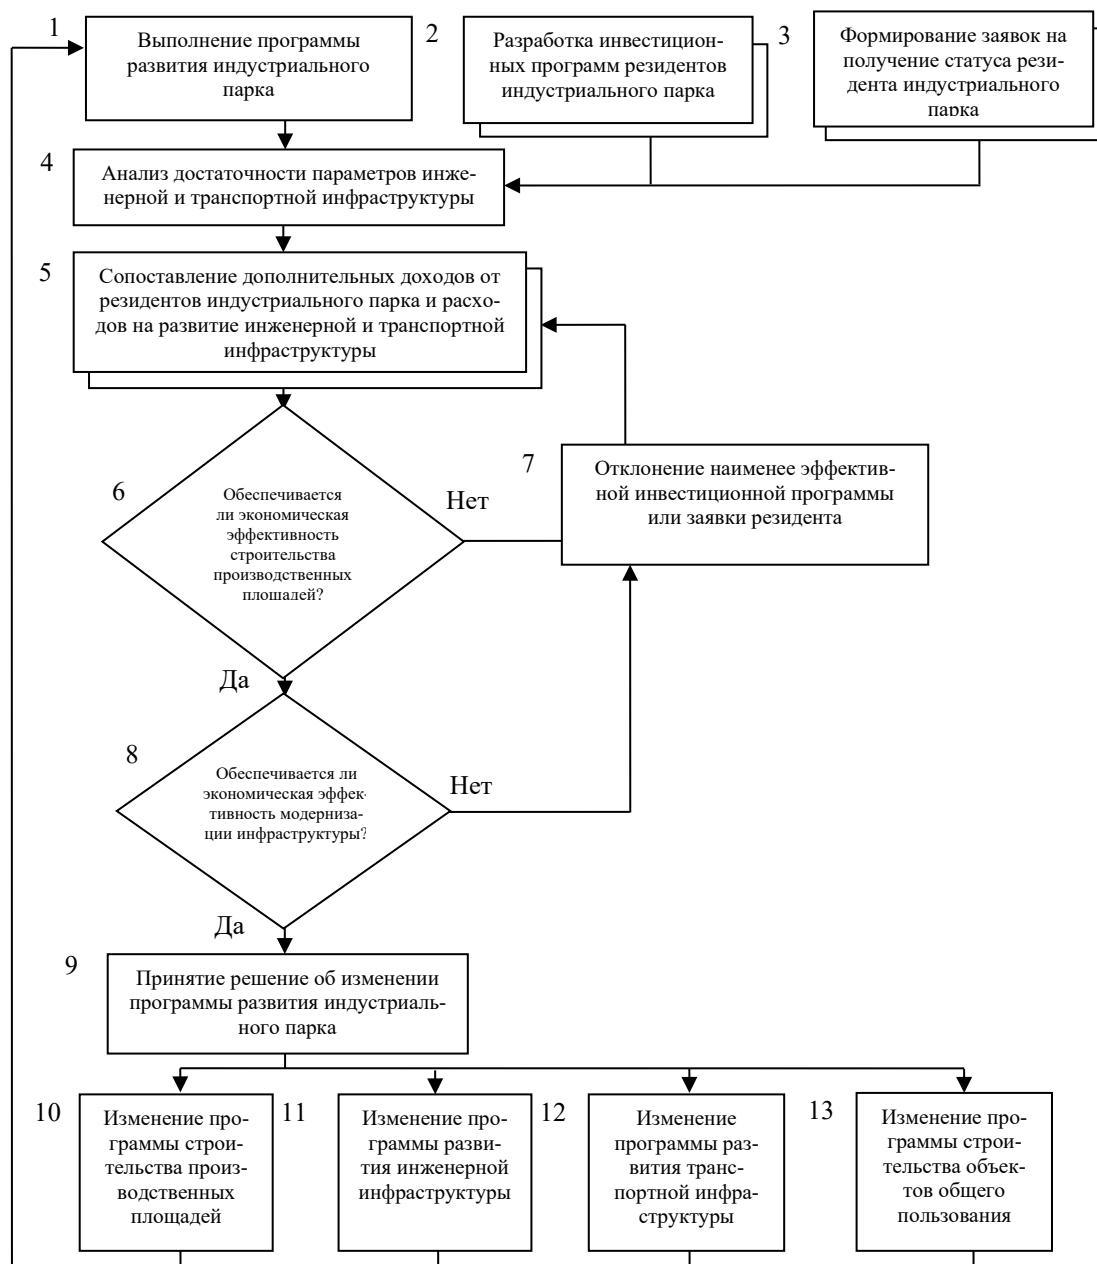 1
Выполнение программы
развития индустриального
парка
2
Разработка инвестицион-
ных программ резидентов
индустриального парка
3
Формирование заявок на
получение статуса рези-
дента индустриального
парка
4
Анализ достаточности параметров инже-
нерной и транспортной инфраструктуры
5
Сопоставление дополнительных доходов от
резидентов индустриального парка и расхо-
дов на развитие инженерной и транспортной
инфраструктуры
6
Обеспечивается
ли экономическая
эффективность
строительства
производственных
площадей?
Нет
7
Отклонение наименее эффектив-
ной инвестиционной программы
или заявки резидента
Да
8
Обеспечивается ли
экономическая эффек-
тивность модерниза-
ции инфраструктуры?
Нет
Да
9
Принятие решение об изменении
программы развития индустриаль-
ного парка
10
Изменение про-
граммы строи-
тельства произ-
водственных
площадей
11
Изменение про-
граммы разви-
тия инженерной
инфраструктуры
12
Изменение
программы раз-
вития транс-
портной инфра-
структуры
13
Изменение про-
граммы строи-
тельства объек-
тов общего
пользования